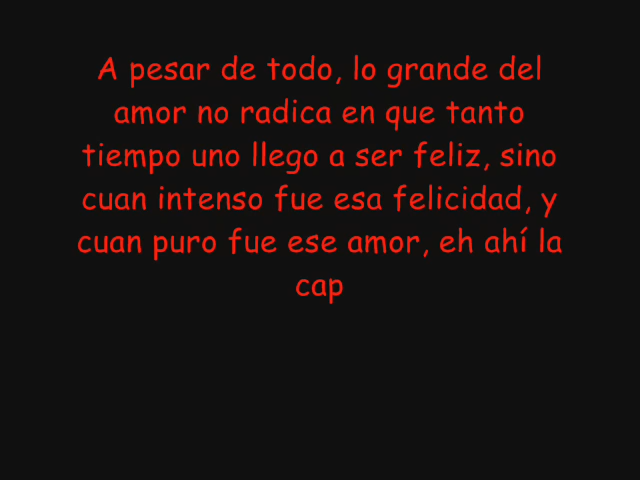 A pesar de todo, lo grande del
amor no radica en que tanto
tiempo uno llego a ser feliz, sino
cuan intenso fue esa felicidad, y
cuan puro fue ese amor, eh ahí la
cap